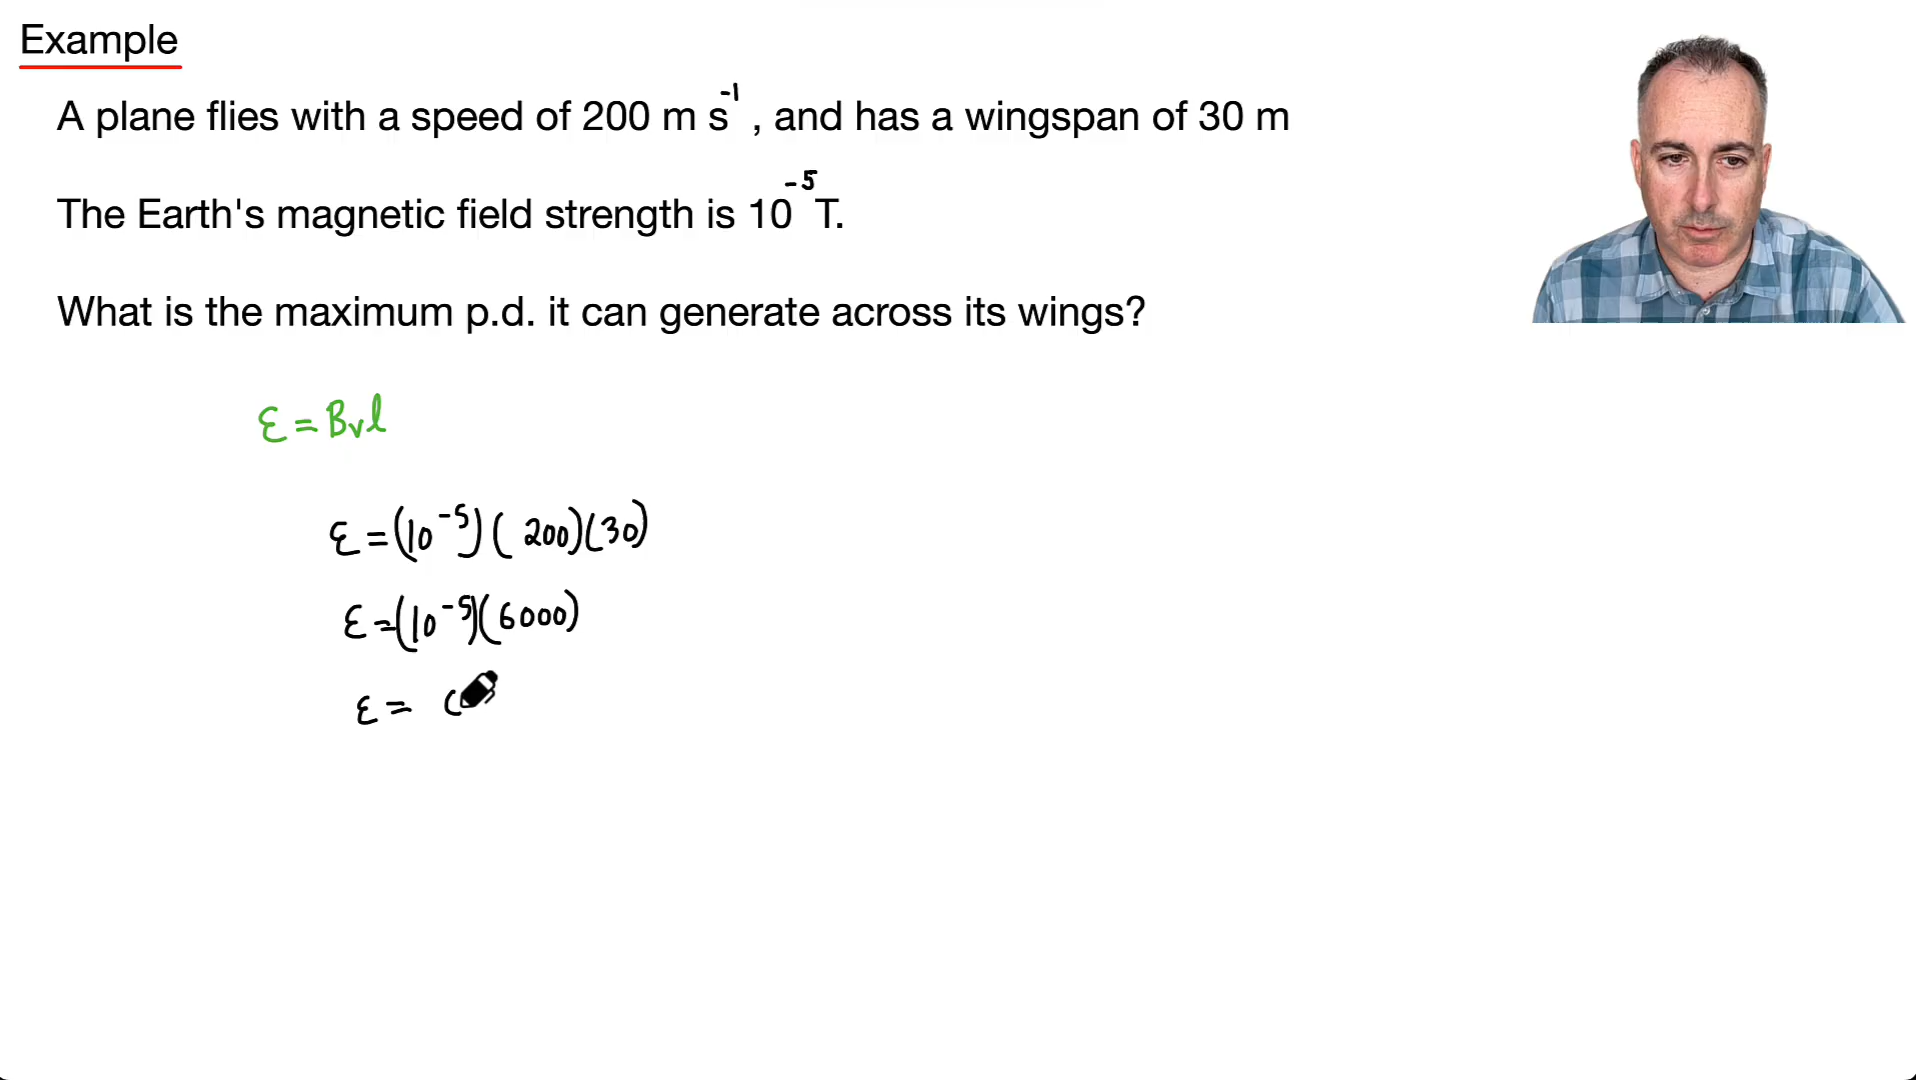 Example
A plane flies with a speed of 200 m s⁻¹, and has a wingspan of 30 m
The Earth's magnetic field strength is 10⁻⁵ T.
What is the maximum p.d. it can generate across its wings?
ε = Bvl
ε = (10⁻⁵)(200)(30)
ε = (10⁻⁵)(6000)
ε =